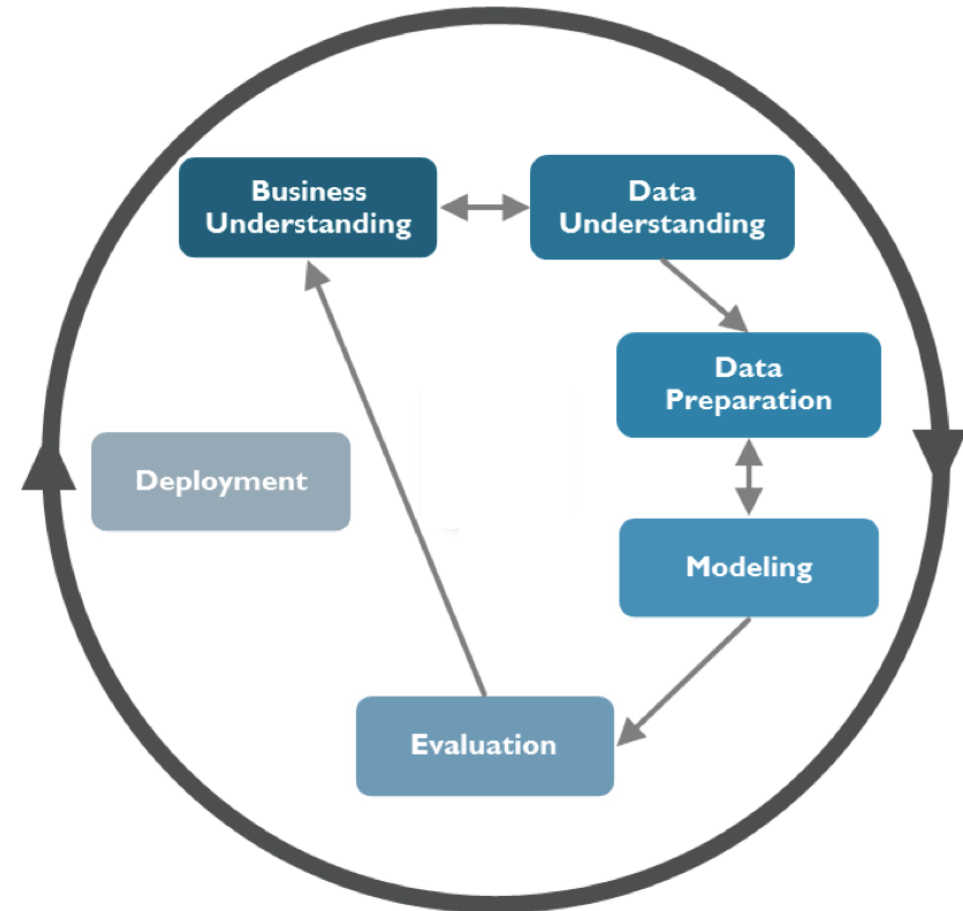 Business
Understanding
Data
Understanding
Data
Preparation
Deployment
Modeling
Evaluation